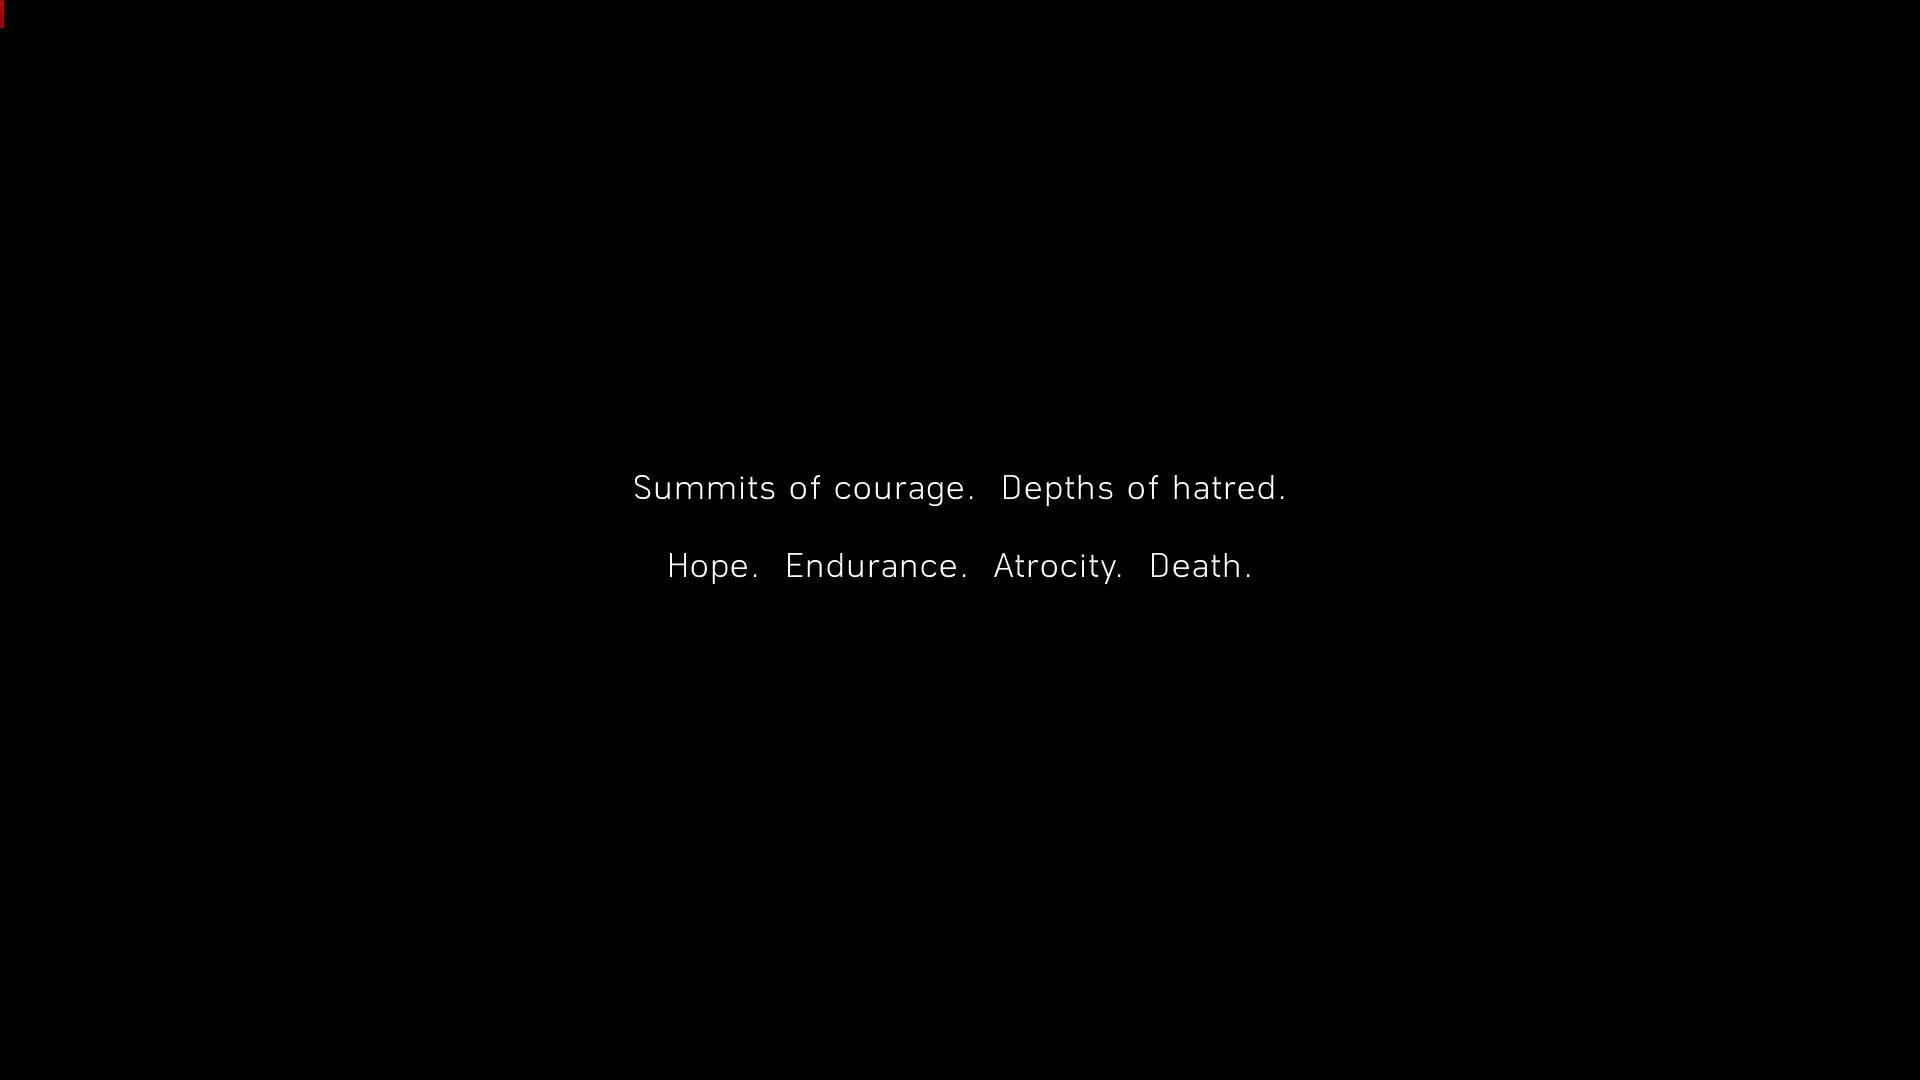 Summits of courage.  Depths of hatred.
Hope.  Endurance.  Atrocity.  Death.